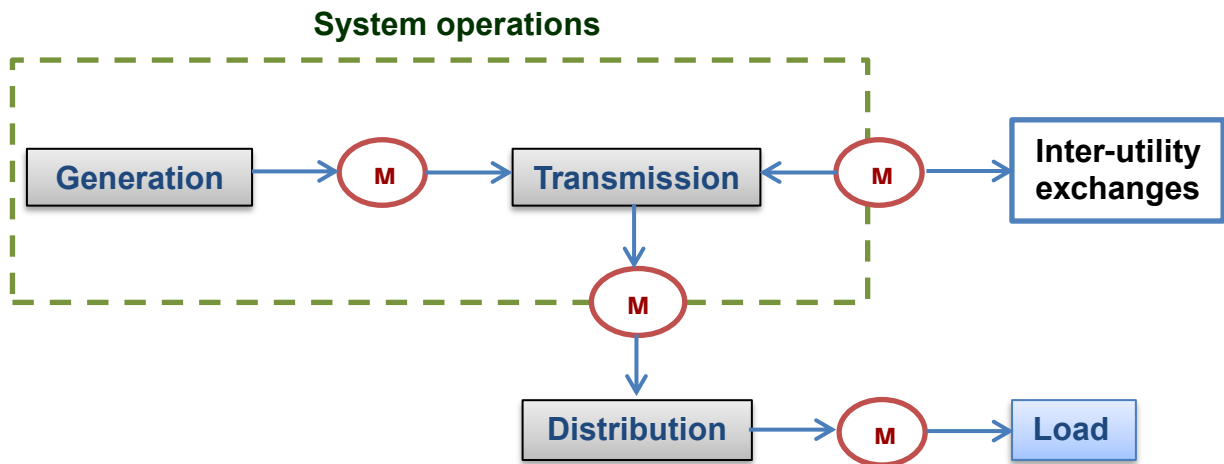 System operations
Generation
M
Transmission
M
Inter-utility
exchanges
M
Distribution
M
Load